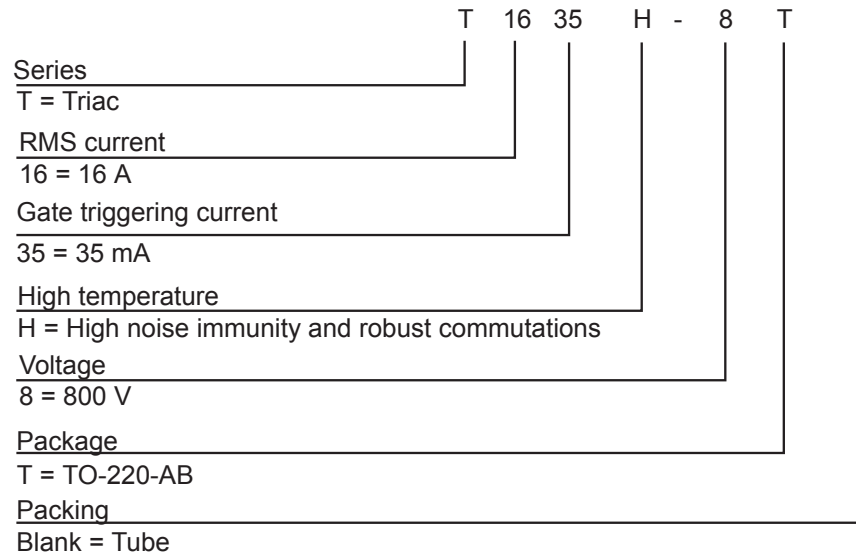 T 16 35 H - 8 T
Series
T = Triac
RMS current
16 = 16 A
Gate triggering current
35 = 35 mA
High temperature
H = High noise immunity and robust commutations
Voltage
8 = 800 V
Package
T = TO-220-AB
Packing
Blank = Tube